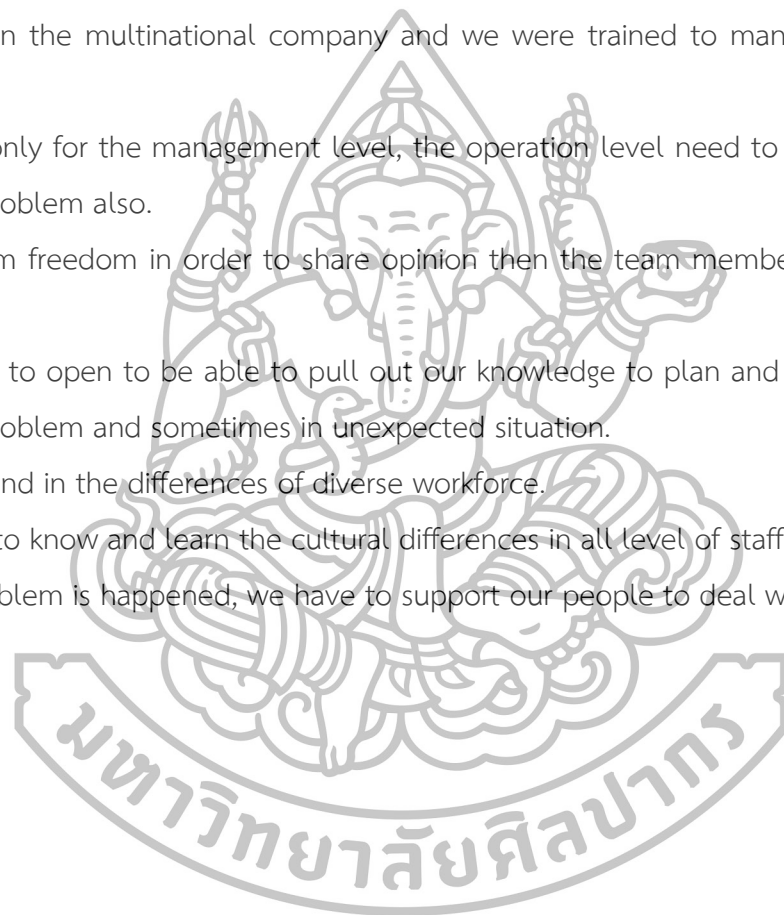 n the multinational company and we were trained to man
only for the management level, the operation level need to
oblem also.
m freedom in order to share opinion then the team membe
to open to be able to pull out our knowledge to plan and
oblem and sometimes in unexpected situation.
nd in the differences of diverse workforce.
to know and learn the cultural differences in all level of staff
blem is happened, we have to support our people to deal w
มหาวิทยาลัยศิลปากร